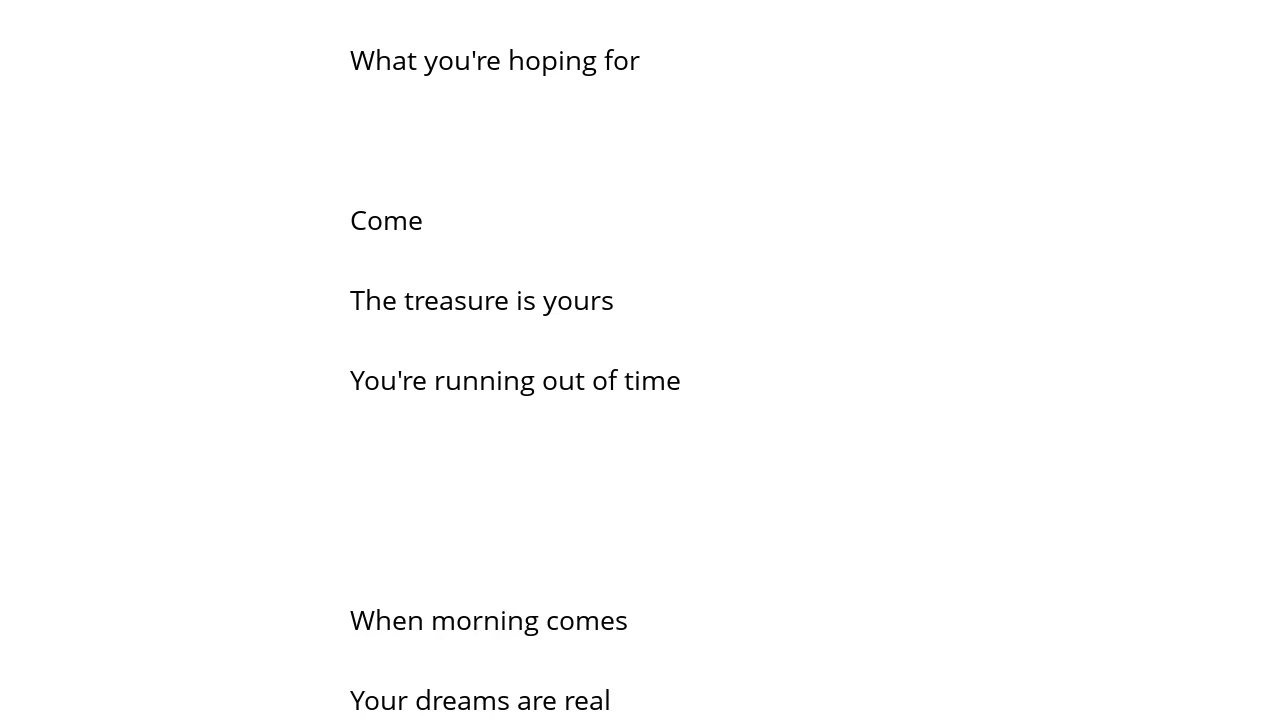 What you're hoping for
Come
The treasure is yours
You're running out of time
When morning comes
Your dreams are real